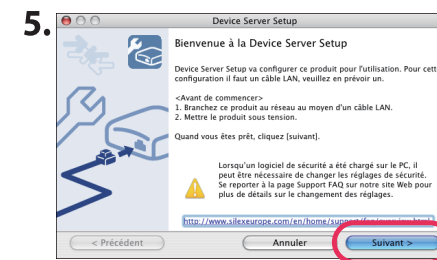 5.
Device Server Setup
Bienvenue à la Device Server Setup
Device Server Setup va configurer ce produit pour l'utilisation. Pour cett
configuration il faut un câble LAN, veuillez en prévoir un.
<Avant de commencer>
1. Branchez ce produit au réseau au moyen d'un câble LAN.
2. Mettre le produit sous tension.
Quand vous êtes prêt, cliquez [suivant].
Lorsqu'un logiciel de sécurité a été chargé sur le PC, il
peut être nécessaire de changer les réglages de sécurité.
Se reporter à la page Support FAQ sur notre site Web pour
plus de détails sur le changement des réglages.
http://www.silexeurope.com/en/home/support/faq/overview.html
< Précédent
Annuler
Suivant >